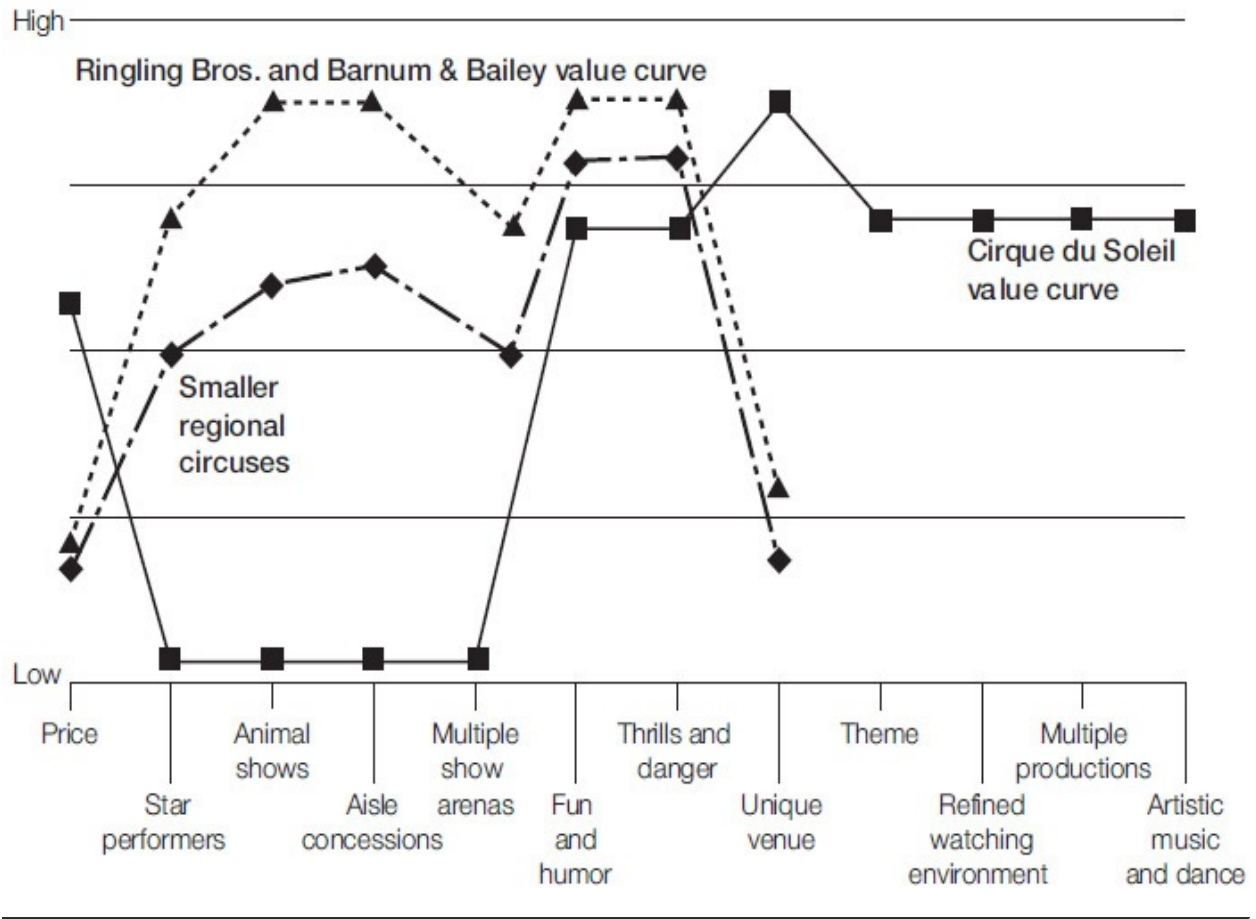 High
Ringling Bros. and Barnum & Bailey value curve
Cirque du Soleil
value curve
Smaller
regional
circuses
Low
Price
Star
performers
Animal
shows
Aisle
concessions
Multiple
show
arenas
Fun
and
humor
Thrills and
danger
Unique
venue
Theme
Refined
watching
environment
Multiple
productions
Artistic
music
and dance